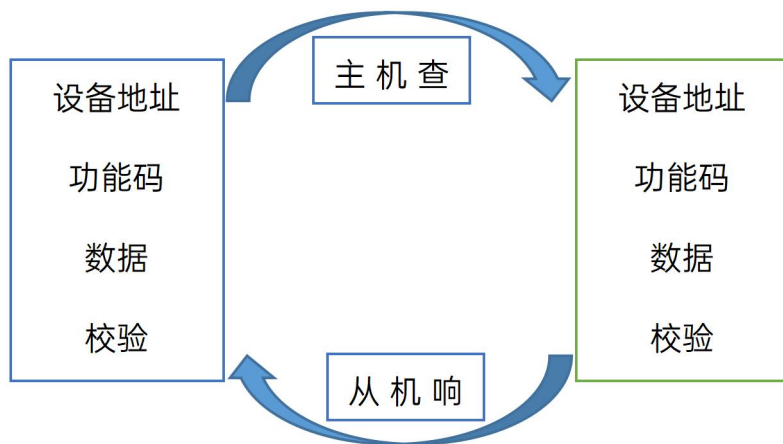 主 机 查
设备地址
功能码
数据
校验
设备地址
功能码
数据
校验
从 机 响